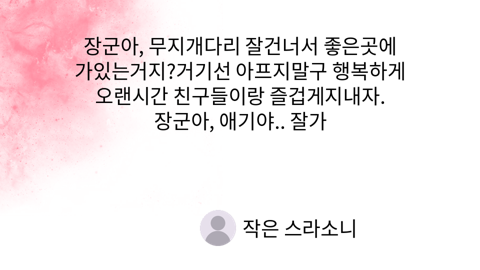 장군아, 무지개다리 잘건너서 좋은곳에
가있는거지?거기선 아프지말구 행복하게
오랜시간 친구들이랑 즐겁게지내자.
장군아, 애기야.. 잘가
작은 스라소니